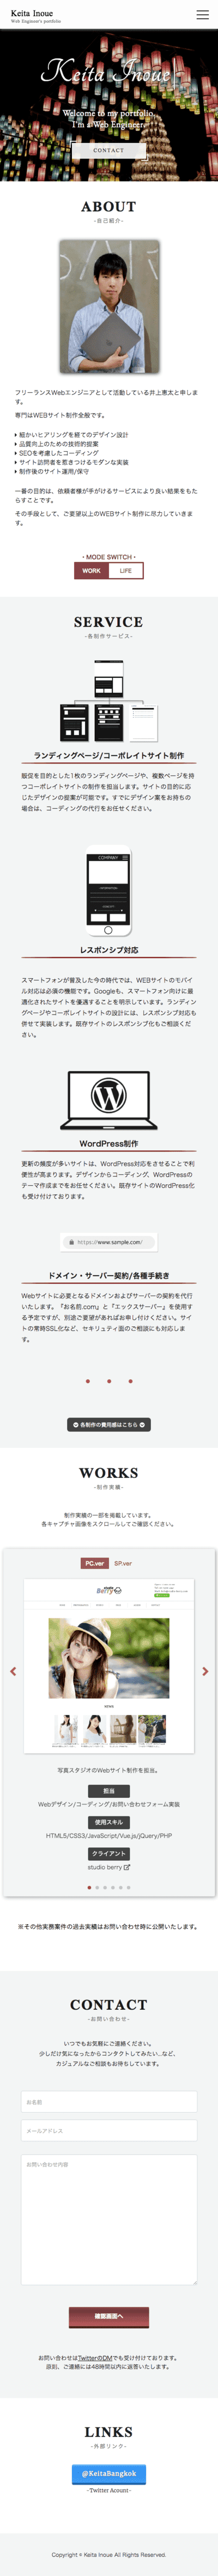 Keita Inoue
Web Engineer's portfolio
Keita Inoue
Welcome to my portfolio
I'm a Web Engineer.
CONTACT
ABOUT
-自己紹介-
フリーランスWebエンジニアとして活動している井上恵太と申しま
す。
専門はWEBサイト制作全般です。
細かいヒアリングを経てのデザイン設計
品質向上のための技術的提案
SEOを考慮したコーディング
サイト訪問者を惹きつけるモダンな実装
制作後のサイト運用/保守
一番の目的は、依頼者様が手がけるサービスにより良い結果をもた
らすことです。
その手段として、ご要望以上のWEBサイト制作に尽力していきま
す。
・MODE SWITCH・
WORK
LIFE
SERVICE
-各制作サービス-
ランディングページ/コーポレイトサイト制作
販促を目的とした1枚のランディングページや、複数ページを持
つコーポレイトサイトの制作を担当します。サイトの目的に応
じたデザインの提案が可能です。すでにデザイン案をお持ちの
場合は、コーディングの代行をお任せください。
COMPANY
レスポンシブ対応
スマートフォンが普及した今の時代では、WEBサイトのモバイ
ル対応は必須の機能です。Googleも、スマートフォン向けに最
適化されたサイトを優遇することを明示しています。ランディン
グページやコーポレイトサイトの設計には、レスポンシブ対応も
併せて実装します。既存サイトのレスポンシブ化もご相談くだ
さい。
WordPress制作
更新の頻度が多いサイトは、WordPress対応をさせることで利
便性が高まります。デザインからコーディング、WordPressの
テーマ作成までをお任せください。既存サイトのWordPress化
も受け付けております。
https://www.sample.com/
ドメイン・サーバー契約/各種手続き
Webサイトに必要となるドメインおよびサーバーの契約を代行
いたします。『お名前.com』と『エックスサーバー』を使用す
る予定ですが、別途ご要望があればお申し付けください。サイ
トの常時SSL化など、セキュリティ面のご相談にも対応しま
す。
各制作の費用感はこちら
WORKS
-制作実績-
制作実績の一部を掲載しています。
各キャプチャ画像をスクロールしてご確認ください。
PC.ver
SP.ver
studio
Berry
写真スタジオのWebサイト制作を担当。
担当
Webデザイン/コーディング/お問い合わせフォーム実装
使用スキル
HTML5/CSS3/JavaScript/Vue.js/jQuery/PHP
クライアント
studio berry
※その他実務案件の過去実績はお問い合わせ時に公開いたします。
CONTACT
-お問い合わせ-
いつでもお気軽にご連絡ください。
少しだけ気になったからコンタクトしてみたい...など、
カジュアルなご相談もお待ちしています。
お名前
メールアドレス
お問い合わせ内容
確認画面へ
お問い合わせはTwitterのDMでも受け付けております。
原則、ご連絡には48時間以内に返答いたします。
LINKS
-外部リンク-
@KeitaBangkok
-Twitter Acount-
Copyright © Keita Inoue All Rights Reserved.